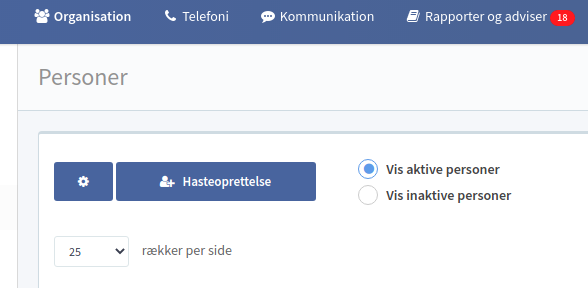 Organisation Telefoni Kommunikation Rapporter og adviser 18
Personer
Hasteoprettelse
Vis aktive personer
Vis inaktive personer
25 rækker per side